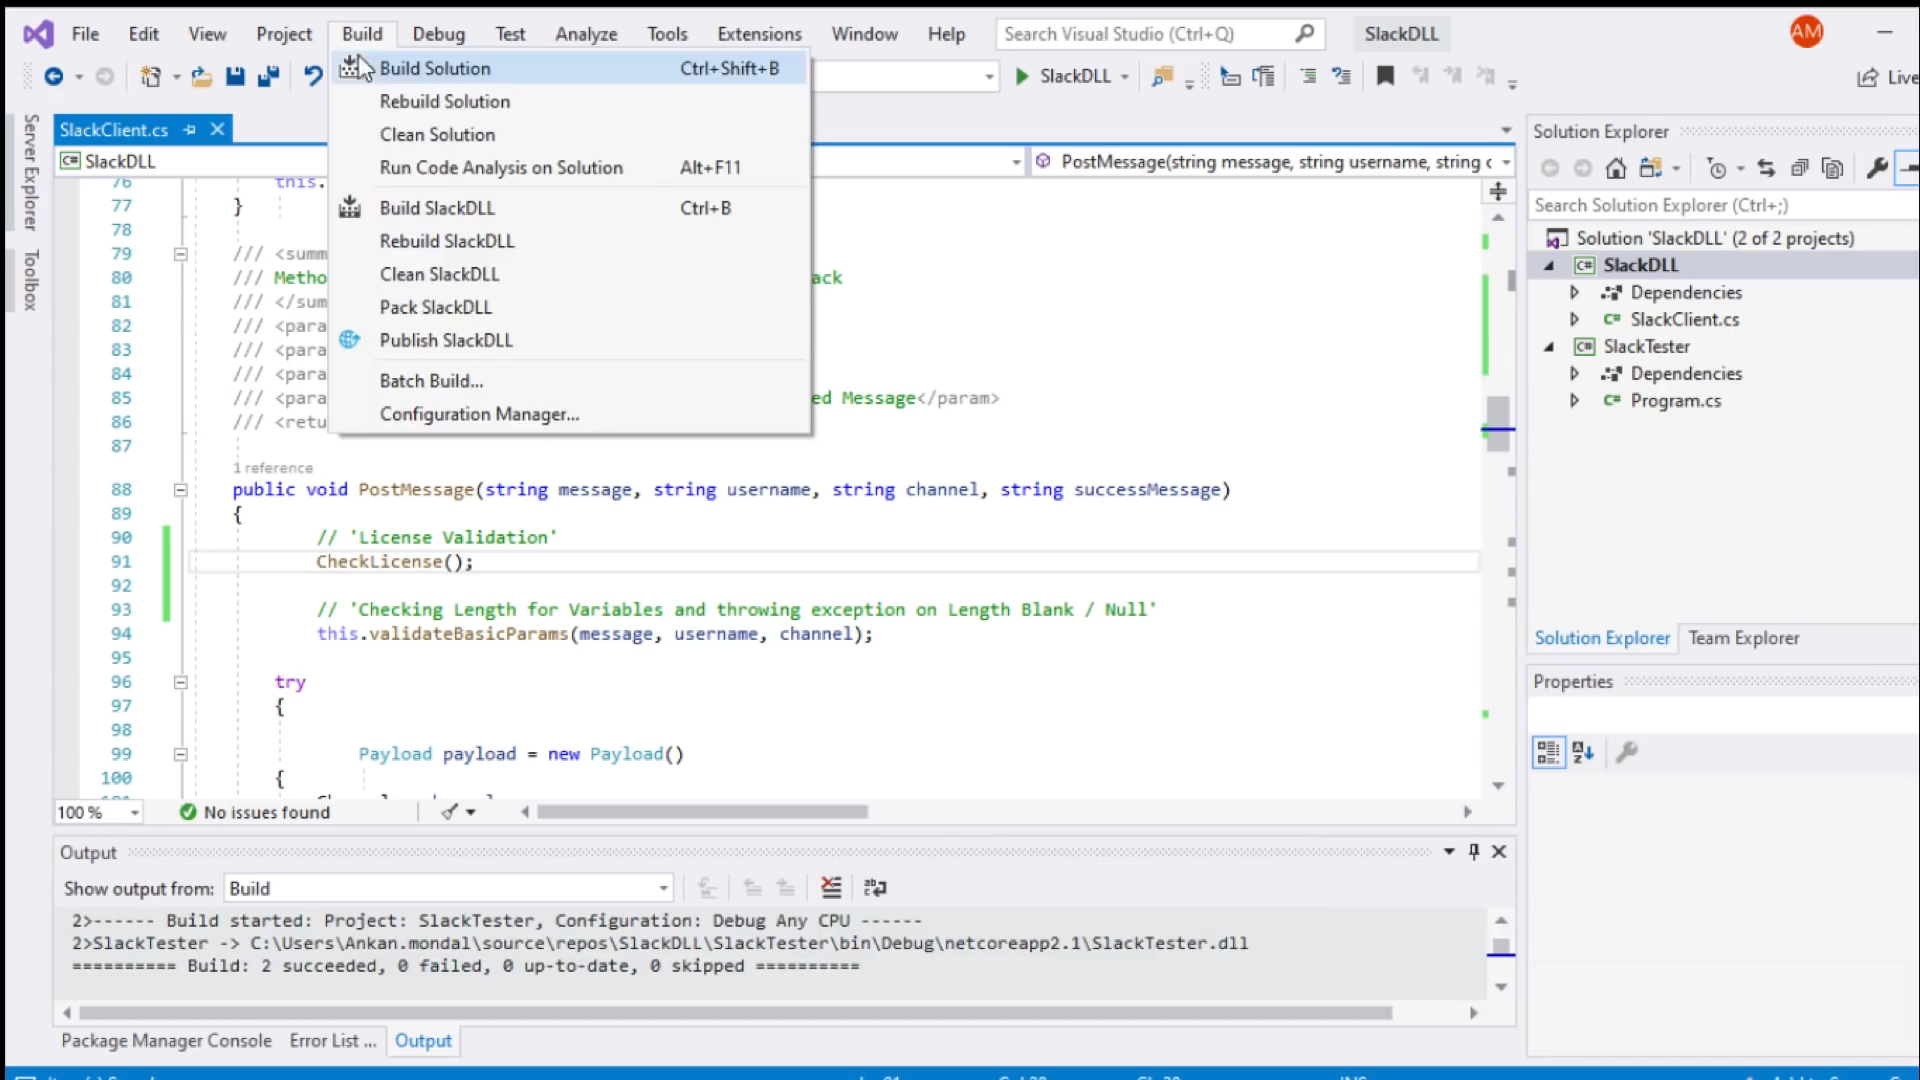 File Edit View Project Build Debug Test Analyze Tools Extensions Window Help Search Visual Studio (Ctrl+Q) SlackDLL AM
SlackDLL Live
Build Solution Ctrl+Shift+B
Rebuild Solution
Clean Solution
Run Code Analysis on Solution Alt+F11
Build SlackDLL Ctrl+B
Rebuild SlackDLL
Clean SlackDLL
Pack SlackDLL
Publish SlackDLL
Batch Build...
Configuration Manager...
Server Explorer
Toolbox
SlackClient.cs
C# SlackDLL
PostMessage(string message, string username, string c
76 this.
77 }
78
79 /// <summ
80 /// Metho ack
81 /// </sum
82 /// <para
83 /// <para
84 /// <para
85 /// <para ed Message</param>
86 /// <retu
87
1 reference
88 public void PostMessage(string message, string username, string channel, string successMessage)
89 {
90 // 'License Validation'
91 CheckLicense();
92
93 // 'Checking Length for Variables and throwing exception on Length Blank / Null'
94 this.validateBasicParams(message, username, channel);
95
96 try
97 {
98
99 Payload payload = new Payload()
100 {
100 % No issues found
Output
Show output from: Build
2>------ Build started: Project: SlackTester, Configuration: Debug Any CPU ------
2>SlackTester -> C:\Users\Ankan.mondal\source\repos\SlackDLL\SlackTester\bin\Debug\netcoreapp2.1\SlackTester.dll
========== Build: 2 succeeded, 0 failed, 0 up-to-date, 0 skipped ==========
Package Manager Console Error List ... Output
Solution Explorer
Search Solution Explorer (Ctrl+;)
Solution 'SlackDLL' (2 of 2 projects)
C# SlackDLL
Dependencies
C# SlackClient.cs
C# SlackTester
Dependencies
C# Program.cs
Solution Explorer Team Explorer
Properties